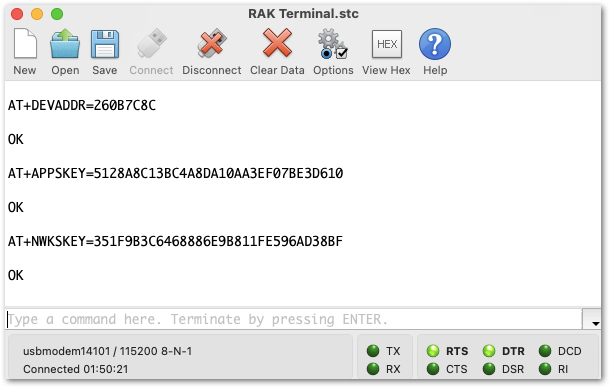 RAK Terminal.stc
New Open Save Connect Disconnect Clear Data Options HEX View Hex ? Help
AT+DEVADDR=260B7C8C
OK
AT+APPSKEY=5128A8C13BC4A8DA10AA3EF07BE3D610
OK
AT+NWKSKEY=351F9B3C6468886E9B811FE596AD38BF
OK
Type a command here. Terminate by pressing ENTER.
usbmodem14101 / 115200 8-N-1 TX RTS DTR DCD
Connected 01:50:21 RX CTS DSR RI